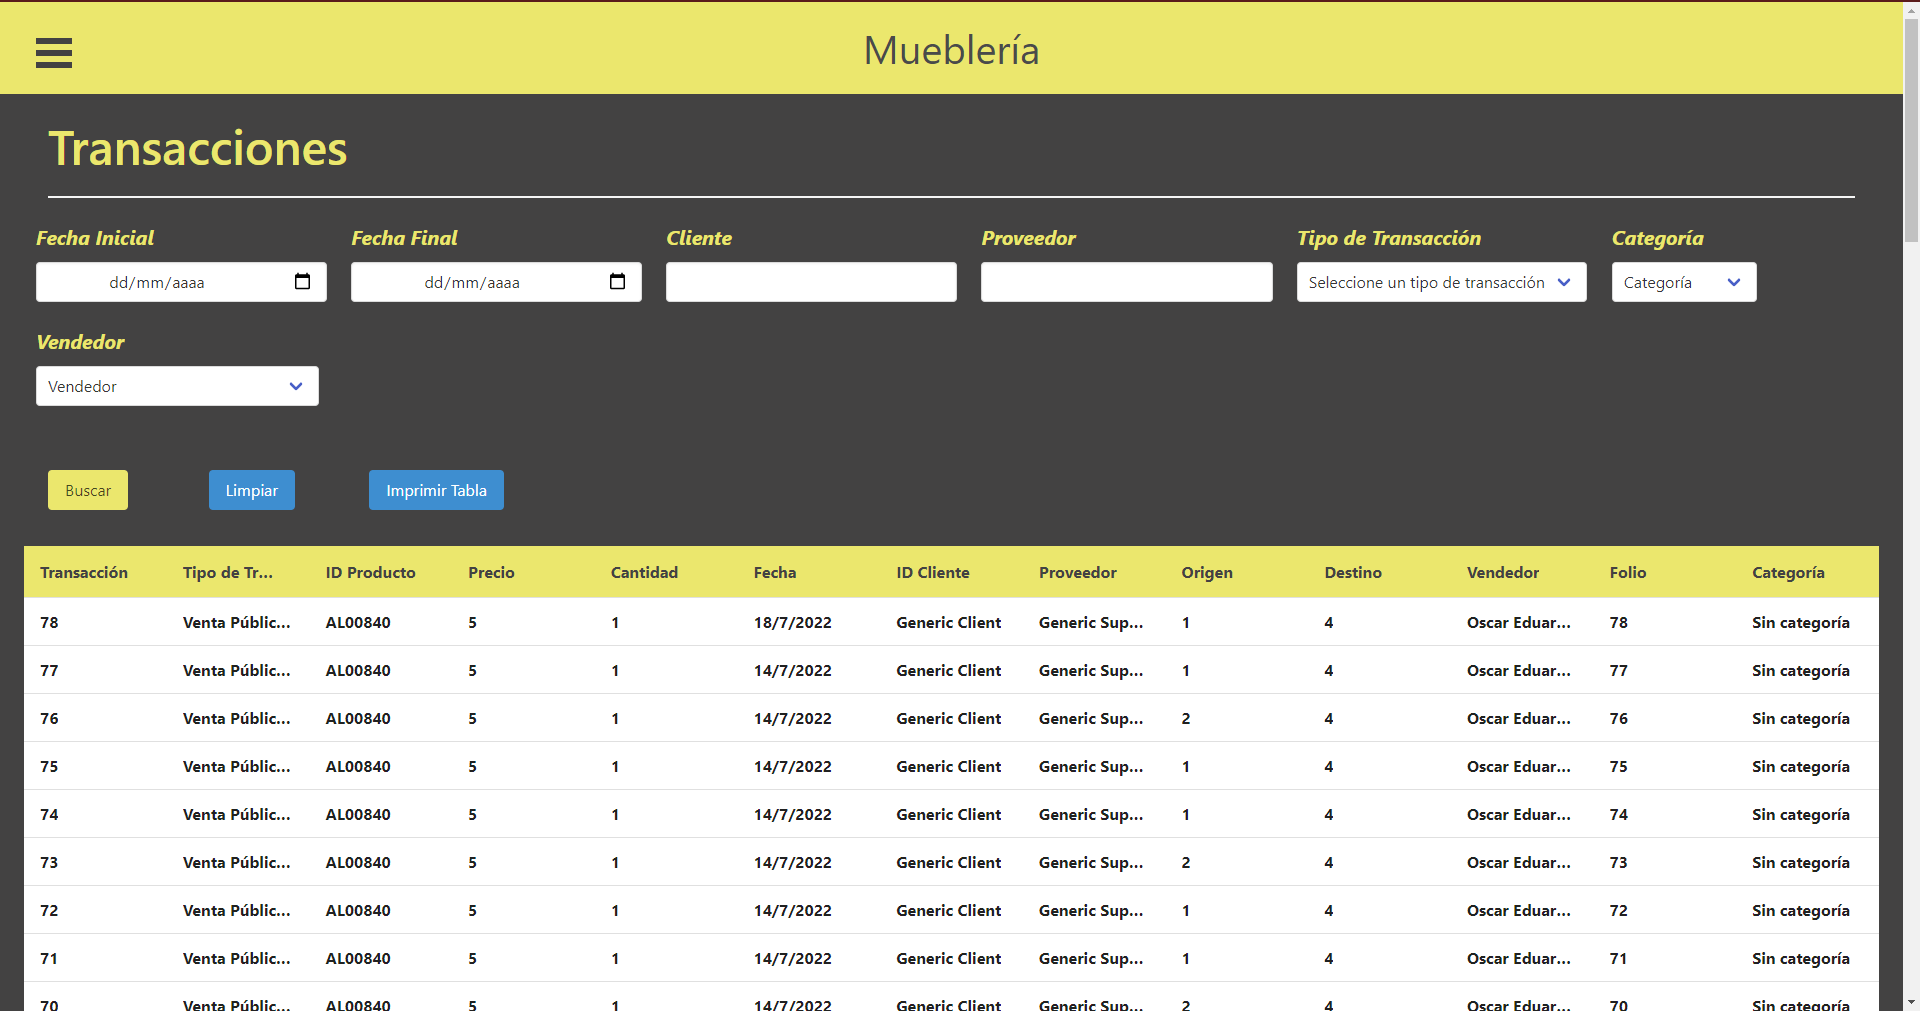 Mueblería
Transacciones
Fecha Inicial Fecha Final Cliente Proveedor Tipo de Transacción Categoría
dd/mm/aaaa dd/mm/aaaa Seleccione un tipo de transacción Categoría
Vendedor
Vendedor
Buscar Limpiar Imprimir Tabla
Transacción Tipo de Tr... ID Producto Precio Cantidad Fecha ID Cliente Proveedor Origen Destino Vendedor Folio Categoría
78 Venta Públic... AL00840 5 1 18/7/2022 Generic Client Generic Sup... 1 4 Oscar Eduar... 78 Sin categoría
77 Venta Públic... AL00840 5 1 14/7/2022 Generic Client Generic Sup... 1 4 Oscar Eduar... 77 Sin categoría
76 Venta Públic... AL00840 5 1 14/7/2022 Generic Client Generic Sup... 2 4 Oscar Eduar... 76 Sin categoría
75 Venta Públic... AL00840 5 1 14/7/2022 Generic Client Generic Sup... 1 4 Oscar Eduar... 75 Sin categoría
74 Venta Públic... AL00840 5 1 14/7/2022 Generic Client Generic Sup... 1 4 Oscar Eduar... 74 Sin categoría
73 Venta Públic... AL00840 5 1 14/7/2022 Generic Client Generic Sup... 2 4 Oscar Eduar... 73 Sin categoría
72 Venta Públic... AL00840 5 1 14/7/2022 Generic Client Generic Sup... 1 4 Oscar Eduar... 72 Sin categoría
71 Venta Públic... AL00840 5 1 14/7/2022 Generic Client Generic Sup... 1 4 Oscar Eduar... 71 Sin categoría
70 Venta Públic... AL00840 5 1 14/7/2022 Generic Client Generic Sup... 2 4 Oscar Eduar... 70 Sin categoría